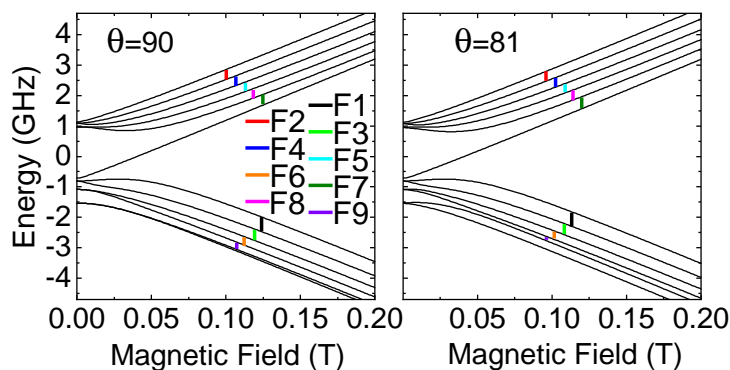 θ=90
θ=81
4
3
2
1
0
-1
-2
-3
-4
Energy (GHz)
F1
F2
F3
F4
F5
F6
F7
F8
F9
0.00 0.05 0.10 0.15 0.20
0.05 0.10 0.15 0.20
Magnetic Field (T)
Magnetic Field (T)